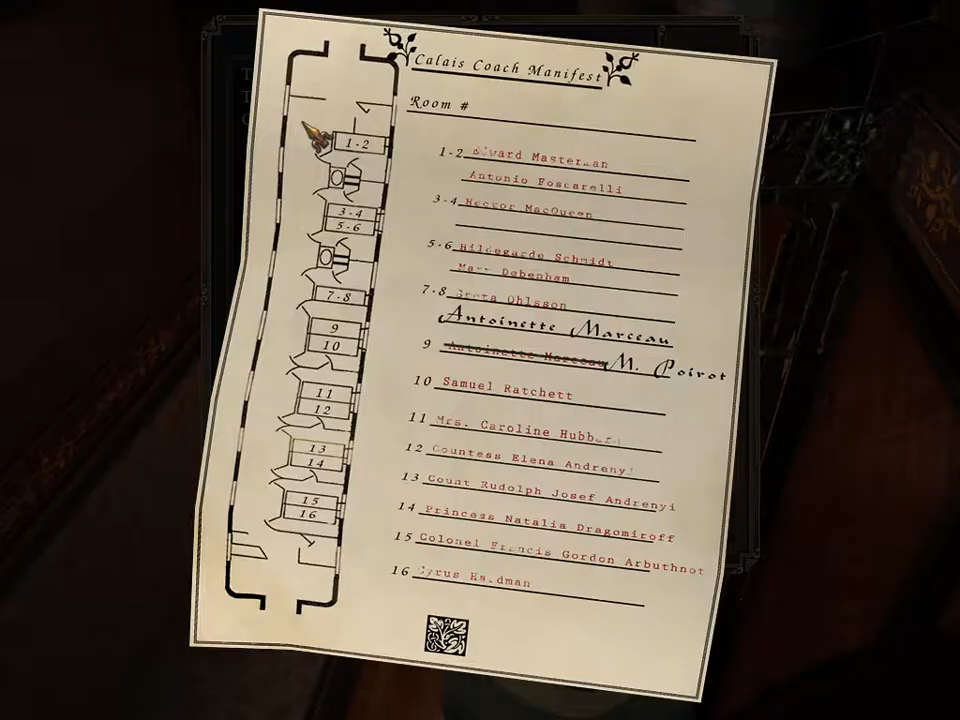 Calais Coach Manifest
Room #
1-2 Edward Masterman
Antonio Foscarelli
3-4 Hector MacQueen
5-6 Hildegarde Schmidt
Mary Debenham
7-8 Greta Ohlsson
Antoinette Marceau
9 Antoinette Marceau M. Poirot
10 Samuel Ratchett
11 Mrs. Caroline Hubbard
12 Countess Elena Andrenyi
13 Count Rudolph Josef Andrenyi
14 Princess Natalia Dragomiroff
15 Colonel Francis Gordon Arbuthnot
16 Cyrus Hardman
1-2
3-4
5-6
7-8
9
10
11
12
13
14
15
16